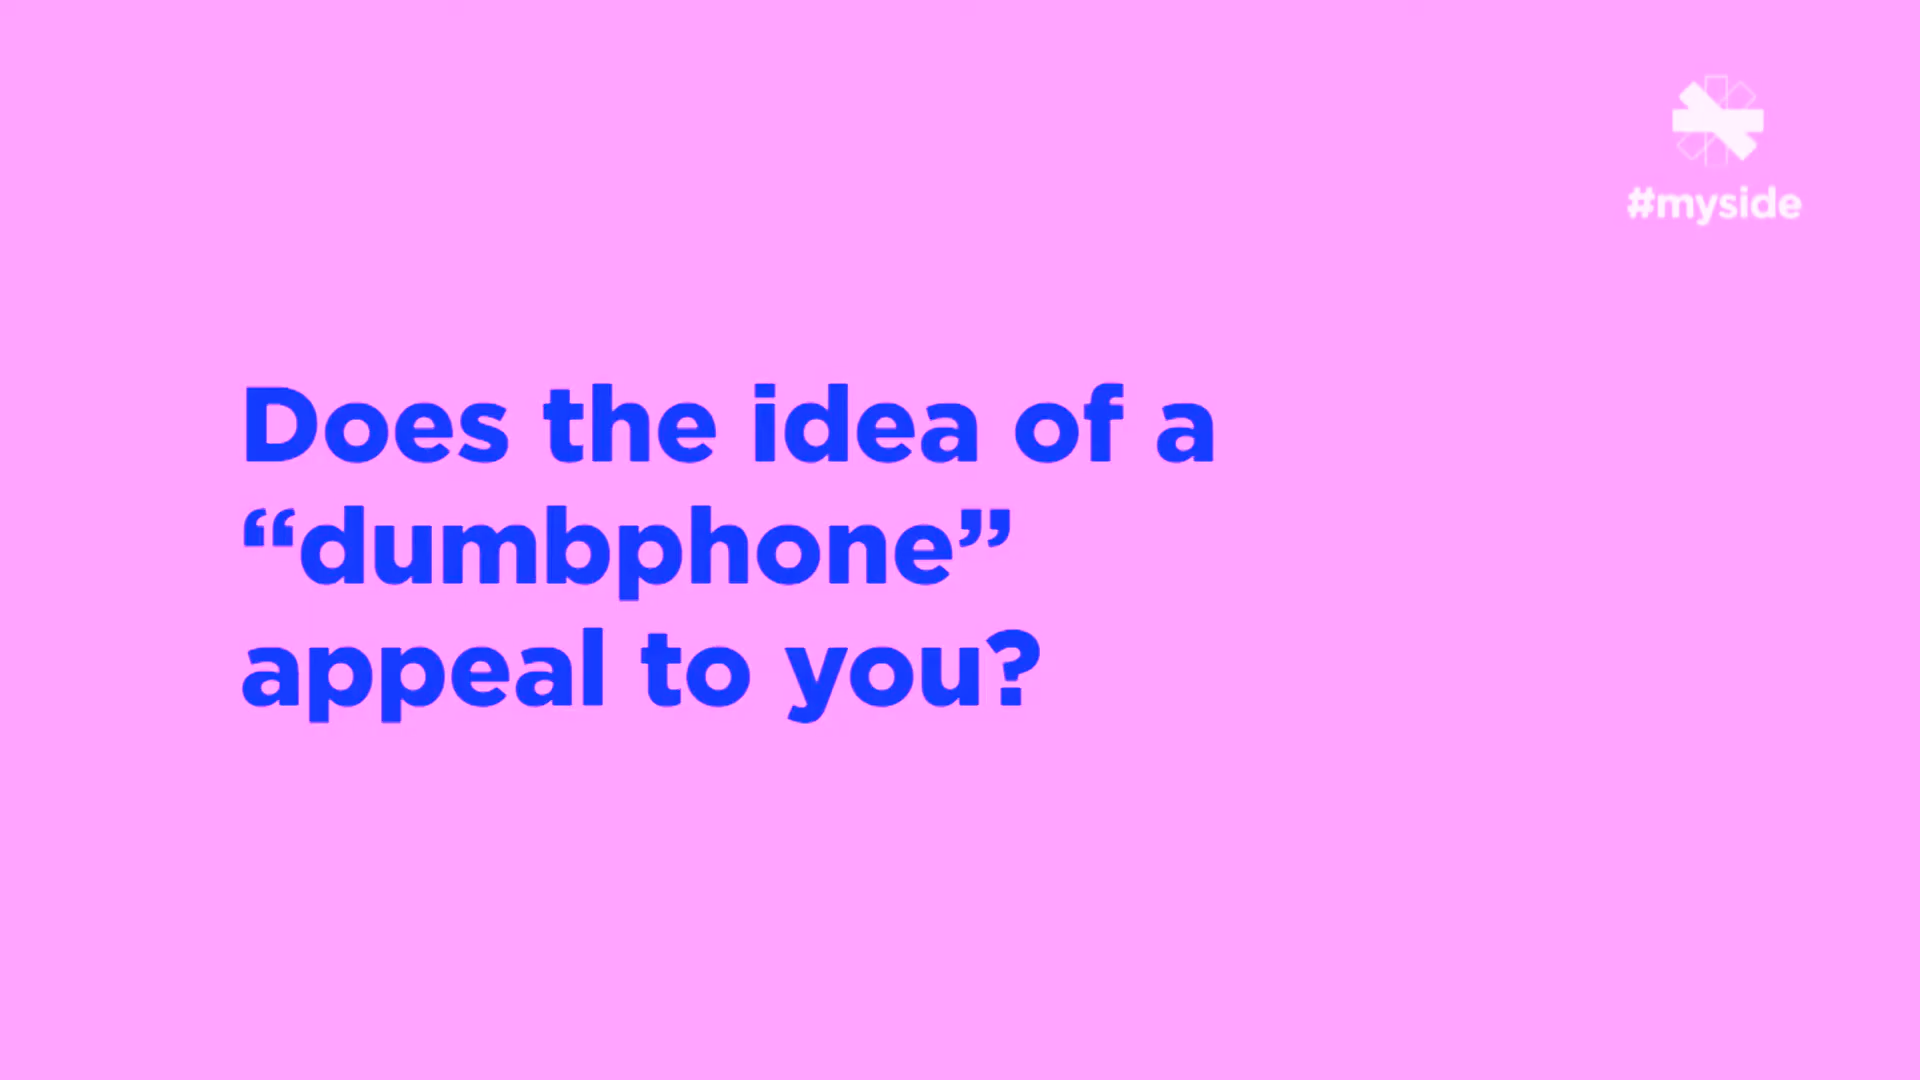 #myside
Does the idea of a
“dumbphone”
appeal to you?